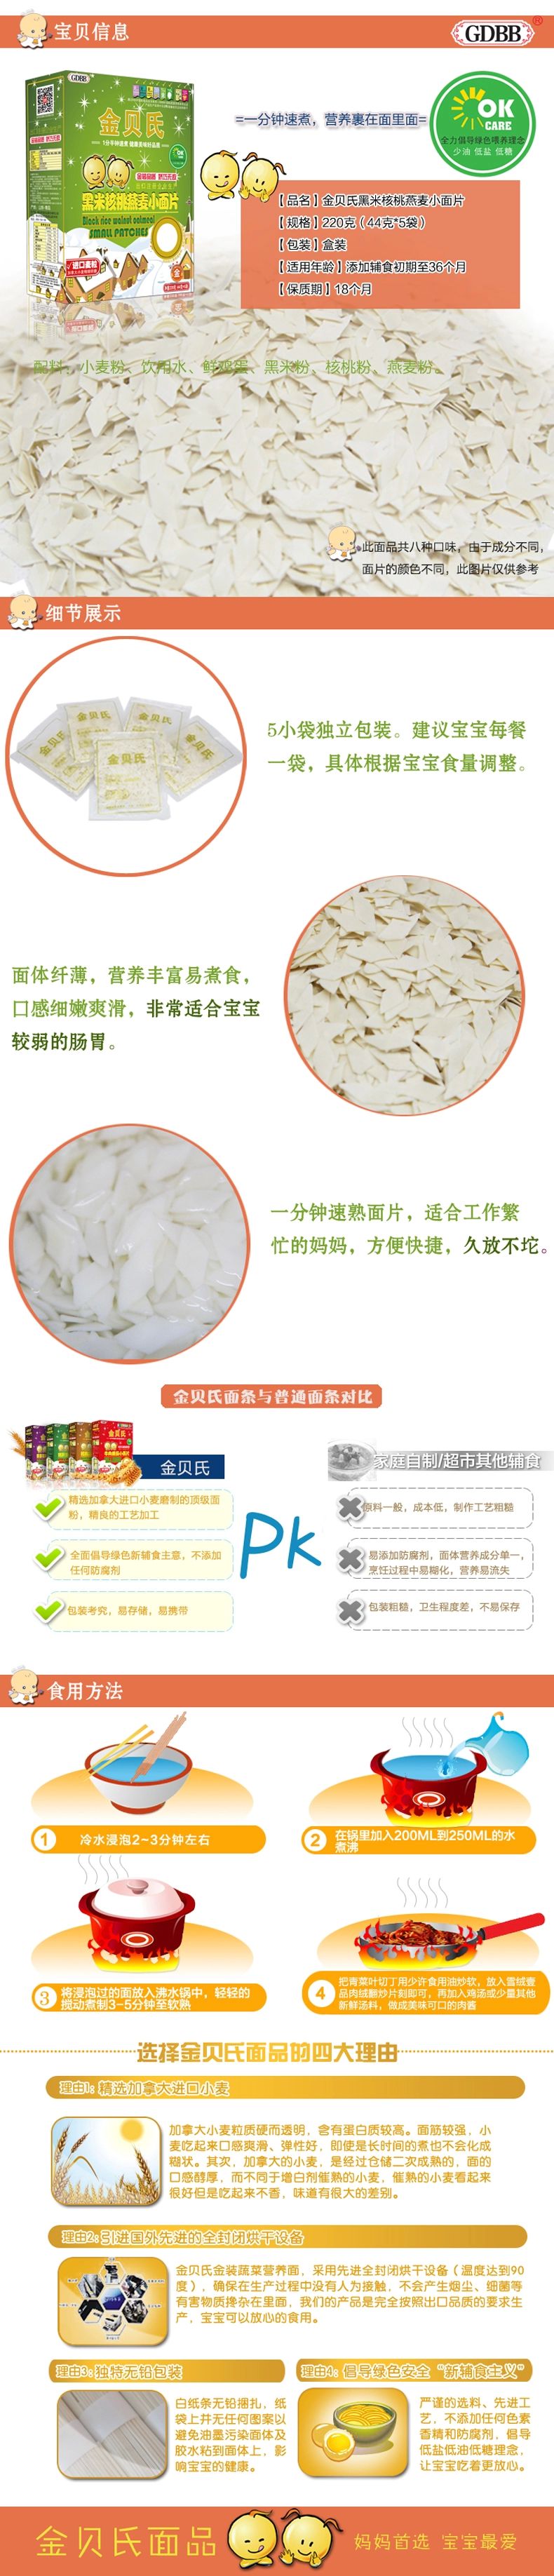 宝贝信息
GDBB®
GDBB
金贝氏
黑米核桃燕麦小面片
Black rice walnut oatmeal
SMALL PATCHES
=一分钟速煮，营养裹在面里面=
OK
CARE
全力倡导绿色喂养理念
少油 低盐 低糖
【品名】金贝氏黑米核桃燕麦小面片
【规格】220克（44克*5袋）
【包装】盒装
【适用年龄】添加辅食初期至36个月
【保质期】18个月
配料、小麦粉、饮用水、鲜鸡蛋、黑米粉、核桃粉、燕麦粉。
此面品共八种口味，由于成分不同，
面片的颜色不同，此图片仅供参考
细节展示
金贝氏
金贝氏
金贝氏
金贝氏
金贝氏
5小袋独立包装。建议宝宝每餐
一袋，具体根据宝宝食量调整。
面体纤薄，营养丰富易煮食，
口感细嫩爽滑，非常适合宝宝
较弱的肠胃。
一分钟速熟面片，适合工作繁
忙的妈妈，方便快捷，久放不坨。
金贝氏面条与普通面条对比
金贝氏
家庭自制/超市其他辅食
精选加拿大进口小麦磨制的顶级面
粉，精良的工艺加工
全面倡导绿色新辅食主意，不添加
任何防腐剂
包装考究，易存储，易携带
Pk
原料一般，成本低，制作工艺粗糙
易添加防腐剂，面体营养成分单一，
烹饪过程中易糊化，营养易流失
包装粗糙，卫生程度差，不易保存
食用方法
1 冷水浸泡2~3分钟左右
2 在锅里加入200ML到250ML的水
煮沸
3 将浸泡过的面放入沸水锅中，轻轻的
搅动煮制3-5分钟至软熟
4 把青菜叶切丁用少许食用油炒软，放入雪绒壹
品肉绒翻炒片刻即可，再加入鸡汤或少量其他
新鲜汤料，做成美味可口的肉酱
选择金贝氏面品的四大理由
理由1：精选加拿大进口小麦
加拿大小麦粒质硬而透明，含有蛋白质较高。面筋较强，小
麦吃起来口感爽滑、弹性好，即使是长时间的煮也不会化成
糊状。其次，加拿大的小麦，是经过仓储二次成熟的，面的
口感醇厚，而不同于增白剂催熟的小麦，催熟的小麦看起来
很好但是吃起来不香，味道有很大的差别。
理由2：引进国外先进的全封闭烘干设备
金贝氏金装蔬菜营养面，采用先进全封闭烘干设备（温度达到90
度），确保在生产过程中没有人为接触，不会产生烟尘、细菌等
有害物质搀杂在里面，我们的产品是完全按照出口品质的要求生
产，宝宝可以放心的食用。
理由3：独特无铅包装
白纸条无铅捆扎，纸
袋上并无任何图案以
避免油墨污染面体及
胶水粘到面体上，影
响宝宝的健康。
理由4：倡导绿色安全“新辅食主义”
严谨的选料、先进工
艺，不添加任何色素
香精和防腐剂，倡导
低盐低油低糖理念，
让宝宝吃着更放心。
金贝氏面品
妈妈首选 宝宝最爱